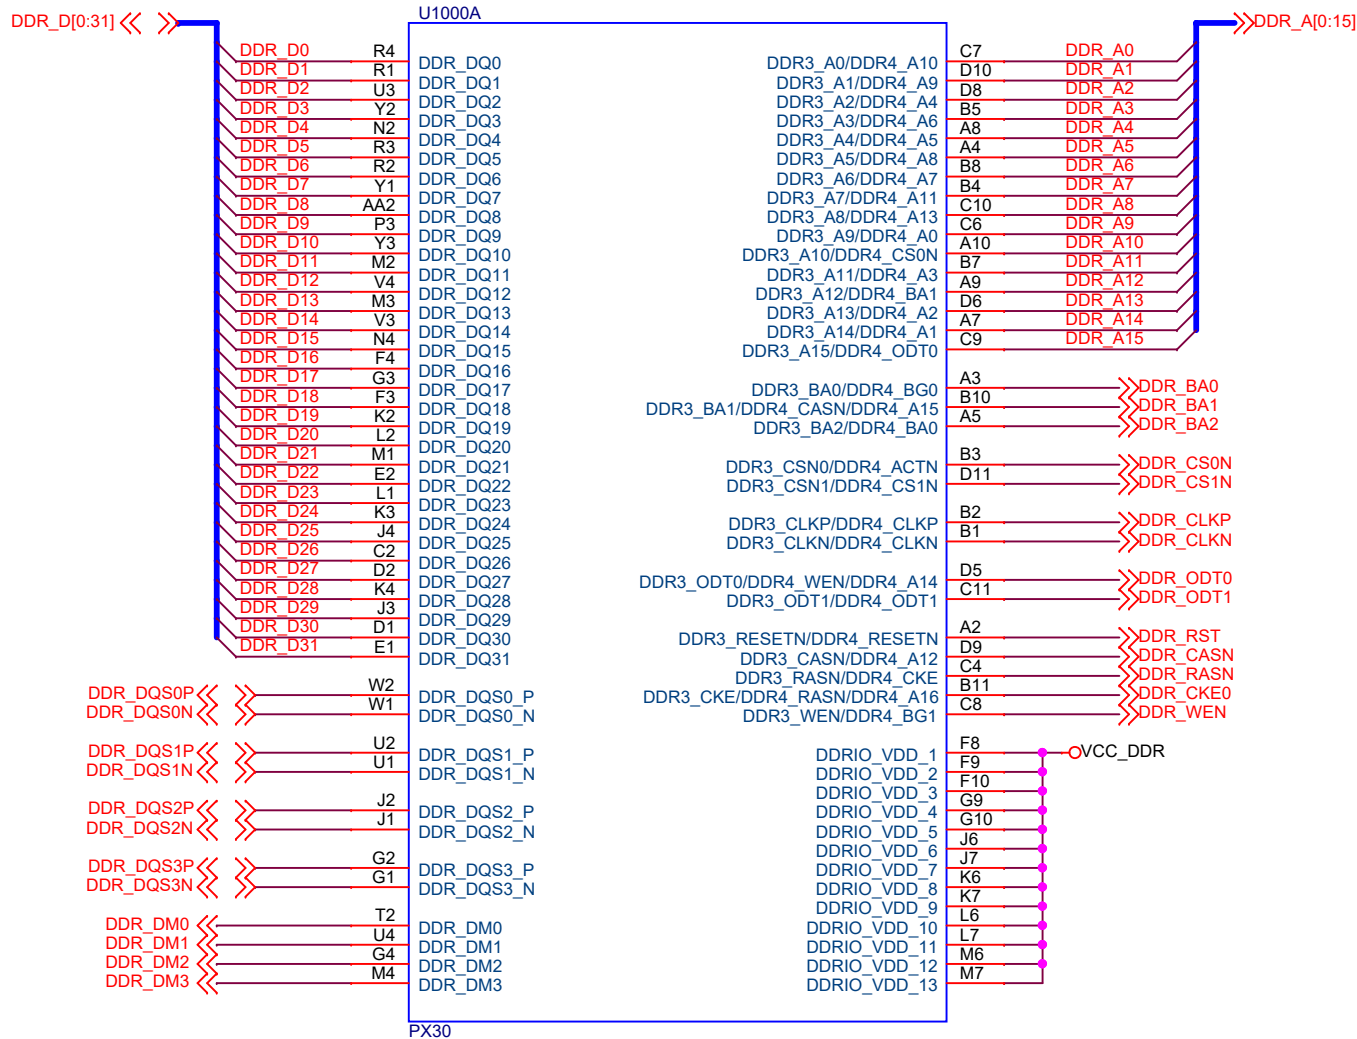 U1000A
DDR_D[0:31]
DDR_A[0:15]
DDR_D0 R4 DDR_DQ0
DDR_D1 R1 DDR_DQ1
DDR_D2 U3 DDR_DQ2
DDR_D3 Y2 DDR_DQ3
DDR_D4 N2 DDR_DQ4
DDR_D5 R3 DDR_DQ5
DDR_D6 R2 DDR_DQ6
DDR_D7 Y1 DDR_DQ7
DDR_D8 AA2 DDR_DQ8
DDR_D9 P3 DDR_DQ9
DDR_D10 Y3 DDR_DQ10
DDR_D11 M2 DDR_DQ11
DDR_D12 V4 DDR_DQ12
DDR_D13 M3 DDR_DQ13
DDR_D14 V3 DDR_DQ14
DDR_D15 N4 DDR_DQ15
DDR_D16 F4 DDR_DQ16
DDR_D17 G3 DDR_DQ17
DDR_D18 F3 DDR_DQ18
DDR_D19 K2 DDR_DQ19
DDR_D20 L2 DDR_DQ20
DDR_D21 M1 DDR_DQ21
DDR_D22 E2 DDR_DQ22
DDR_D23 L1 DDR_DQ23
DDR_D24 K3 DDR_DQ24
DDR_D25 J4 DDR_DQ25
DDR_D26 C2 DDR_DQ26
DDR_D27 D2 DDR_DQ27
DDR_D28 K4 DDR_DQ28
DDR_D29 J3 DDR_DQ29
DDR_D30 D1 DDR_DQ30
DDR_D31 E1 DDR_DQ31
DDR_DQS0P W2 DDR_DQS0_P
DDR_DQS0N W1 DDR_DQS0_N
DDR_DQS1P U2 DDR_DQS1_P
DDR_DQS1N U1 DDR_DQS1_N
DDR_DQS2P J2 DDR_DQS2_P
DDR_DQS2N J1 DDR_DQS2_N
DDR_DQS3P G2 DDR_DQS3_P
DDR_DQS3N G1 DDR_DQS3_N
DDR_DM0 T2 DDR_DM0
DDR_DM1 U4 DDR_DM1
DDR_DM2 G4 DDR_DM2
DDR_DM3 M4 DDR_DM3
DDR3_A0/DDR4_A10 C7 DDR_A0
DDR3_A1/DDR4_A9 D10 DDR_A1
DDR3_A2/DDR4_A4 D8 DDR_A2
DDR3_A3/DDR4_A6 B5 DDR_A3
DDR3_A4/DDR4_A5 A8 DDR_A4
DDR3_A5/DDR4_A8 A4 DDR_A5
DDR3_A6/DDR4_A7 B8 DDR_A6
DDR3_A7/DDR4_A11 B4 DDR_A7
DDR3_A8/DDR4_A13 C10 DDR_A8
DDR3_A9/DDR4_A0 C6 DDR_A9
DDR3_A10/DDR4_CS0N A10 DDR_A10
DDR3_A11/DDR4_A3 B7 DDR_A11
DDR3_A12/DDR4_BA1 A9 DDR_A12
DDR3_A13/DDR4_A2 D6 DDR_A13
DDR3_A14/DDR4_A1 A7 DDR_A14
DDR3_A15/DDR4_ODT0 C9 DDR_A15
DDR3_BA0/DDR4_BG0 A3 DDR_BA0
DDR3_BA1/DDR4_CASN/DDR4_A15 B10 DDR_BA1
DDR3_BA2/DDR4_BA0 A5 DDR_BA2
DDR3_CSN0/DDR4_ACTN B3 DDR_CS0N
DDR3_CSN1/DDR4_CS1N D11 DDR_CS1N
DDR3_CLKP/DDR4_CLKP B2 DDR_CLKP
DDR3_CLKN/DDR4_CLKN B1 DDR_CLKN
DDR3_ODT0/DDR4_WEN/DDR4_A14 D5 DDR_ODT0
DDR3_ODT1/DDR4_ODT1 C11 DDR_ODT1
DDR3_RESETN/DDR4_RESETN A2 DDR_RST
DDR3_CASN/DDR4_A12 D9 DDR_CASN
DDR3_RASN/DDR4_CKE C4 DDR_RASN
DDR3_CKE/DDR4_RASN/DDR4_A16 B11 DDR_CKE0
DDR3_WEN/DDR4_BG1 C8 DDR_WEN
DDRIO_VDD_1 F8 VCC_DDR
DDRIO_VDD_2 F9
DDRIO_VDD_3 F10
DDRIO_VDD_4 G9
DDRIO_VDD_5 G10
DDRIO_VDD_6 J6
DDRIO_VDD_7 J7
DDRIO_VDD_8 K6
DDRIO_VDD_9 K7
DDRIO_VDD_10 L6
DDRIO_VDD_11 L7
DDRIO_VDD_12 M6
DDRIO_VDD_13 M7
PX30